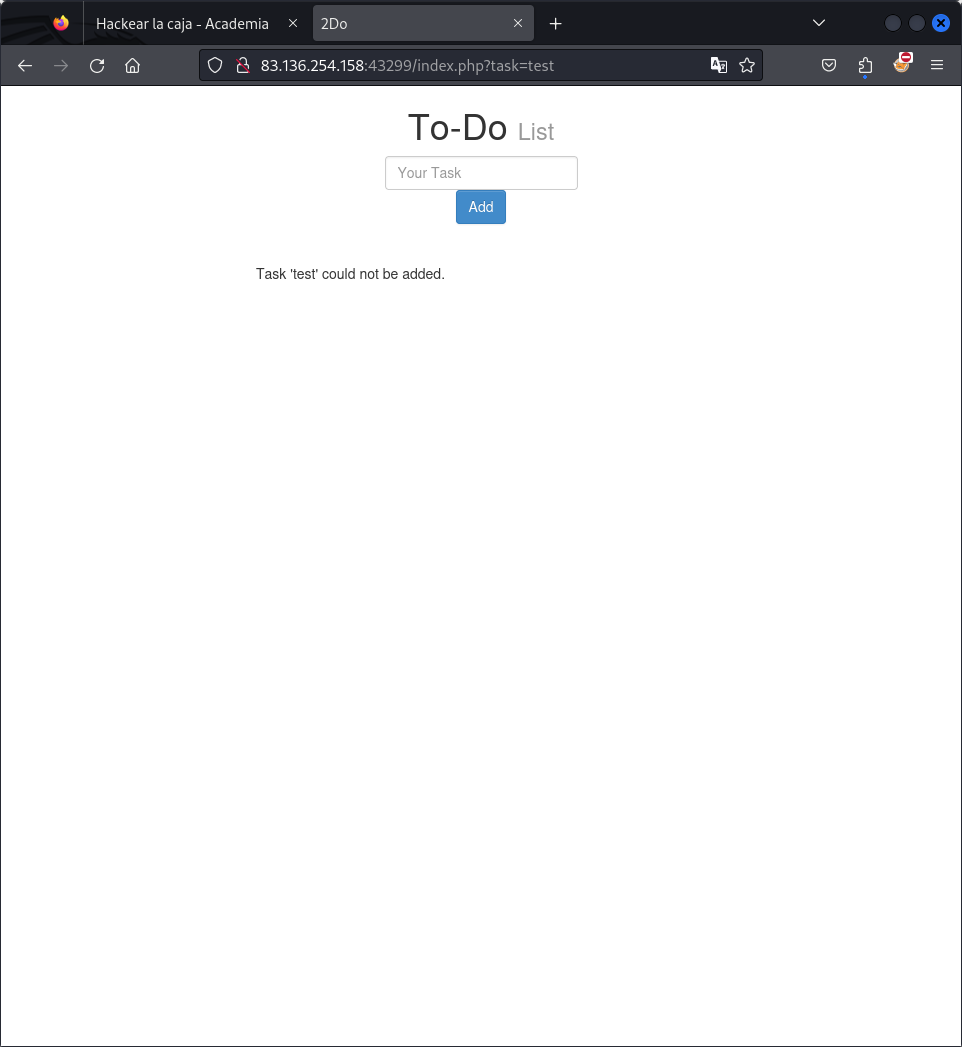 Hackear la caja - Academia
2Do
83.136.254.158:43299/index.php?task=test
To-Do List
Your Task
Add
Task 'test' could not be added.